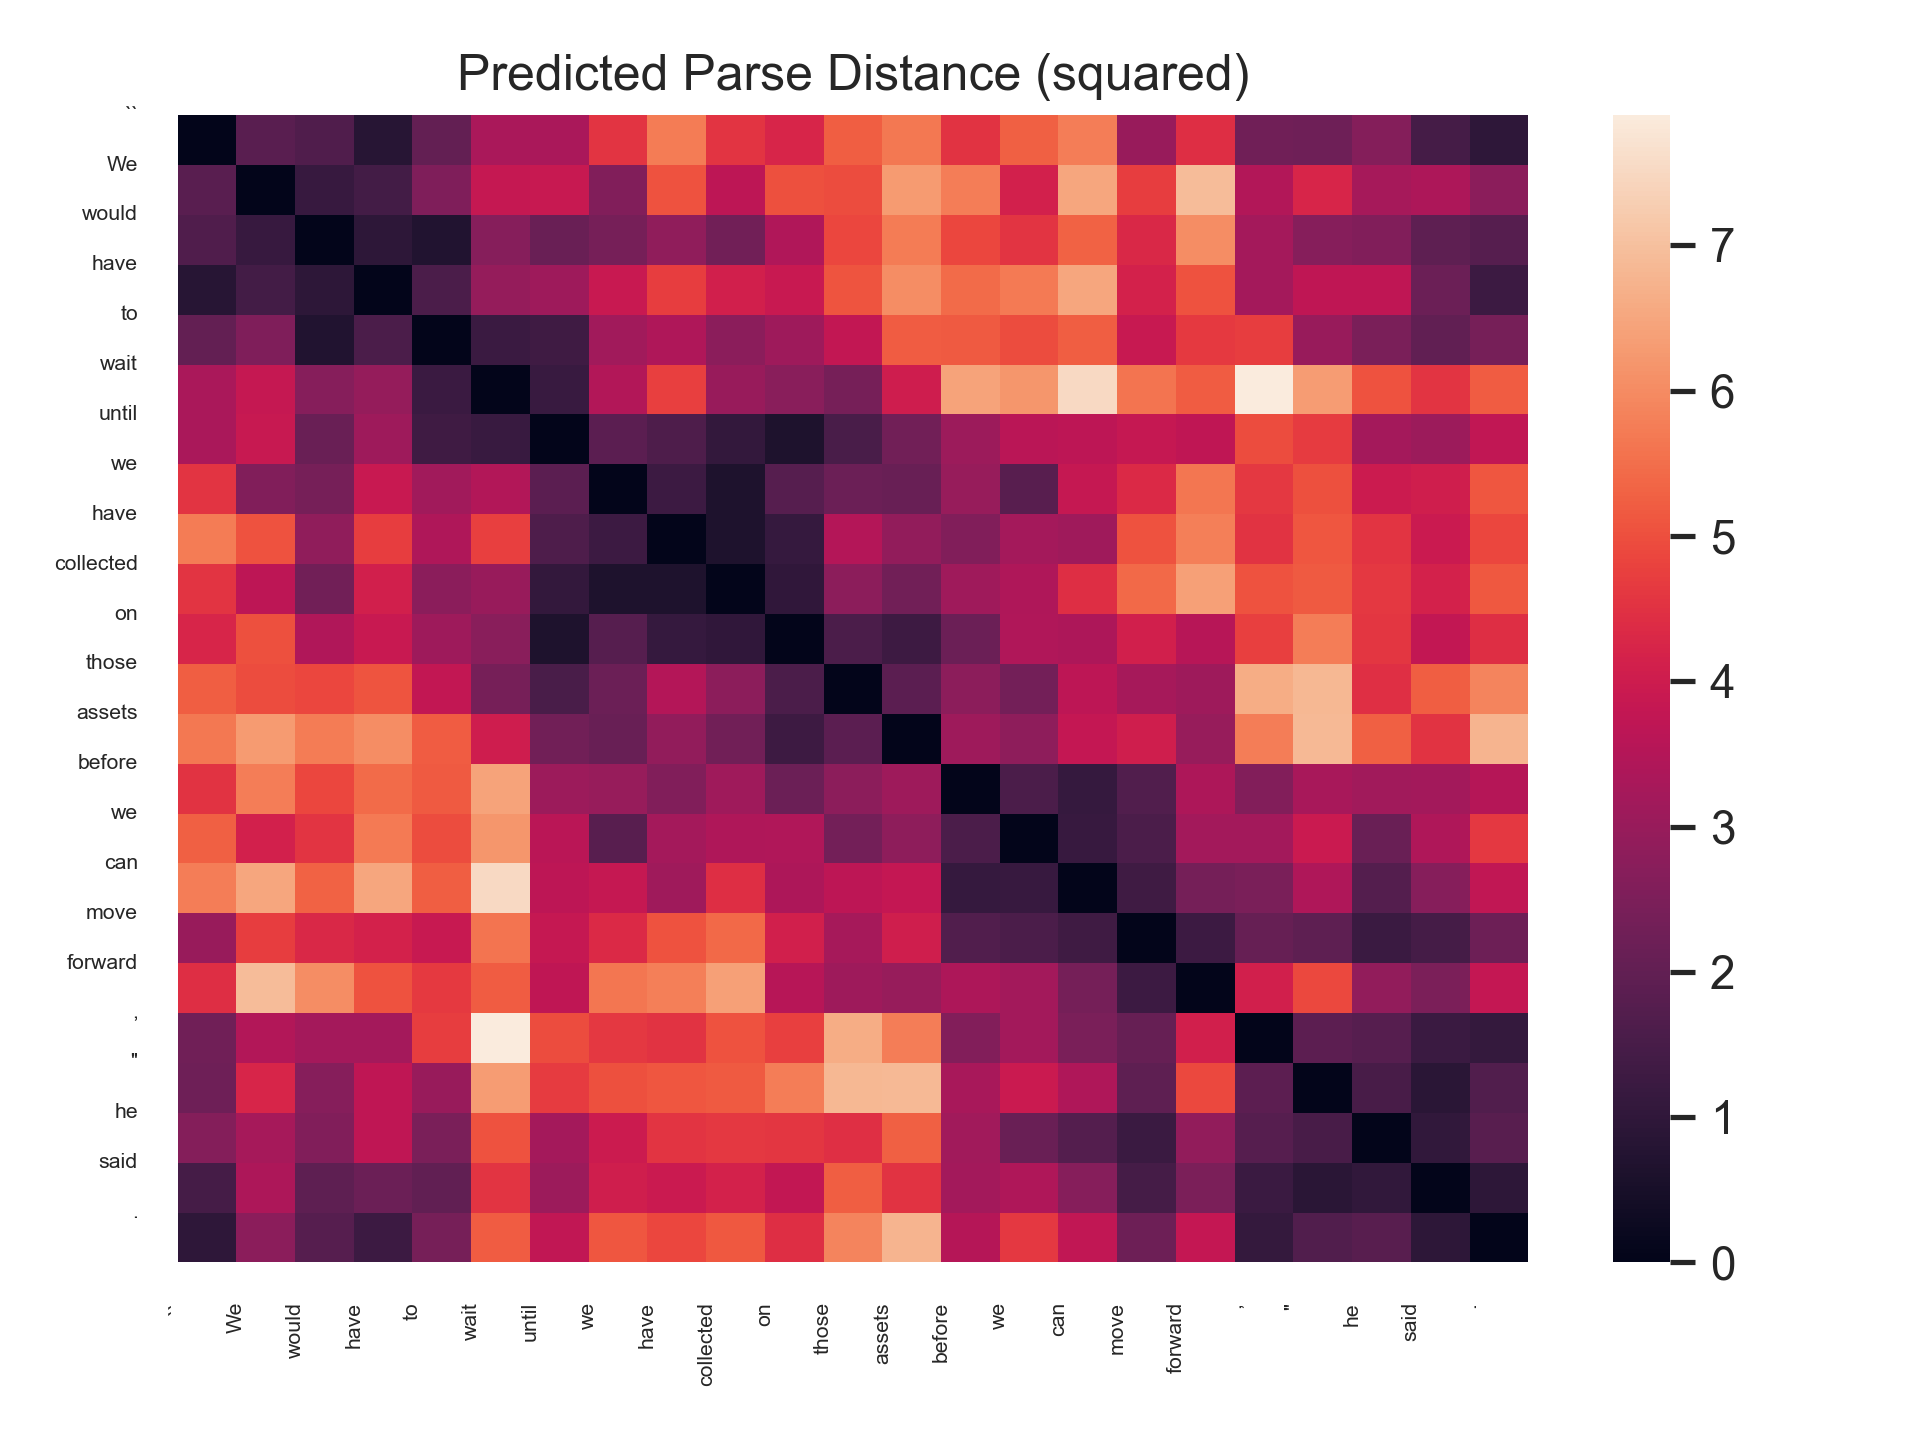 Predicted Parse Distance (squared)
``
We
would
have
to
wait
until
we
have
collected
on
those
assets
before
we
can
move
forward
,
"
he
said
.
7
6
5
4
3
2
1
0
``
We
would
have
to
wait
until
we
have
collected
on
those
assets
before
we
can
move
forward
,
"
he
said
.